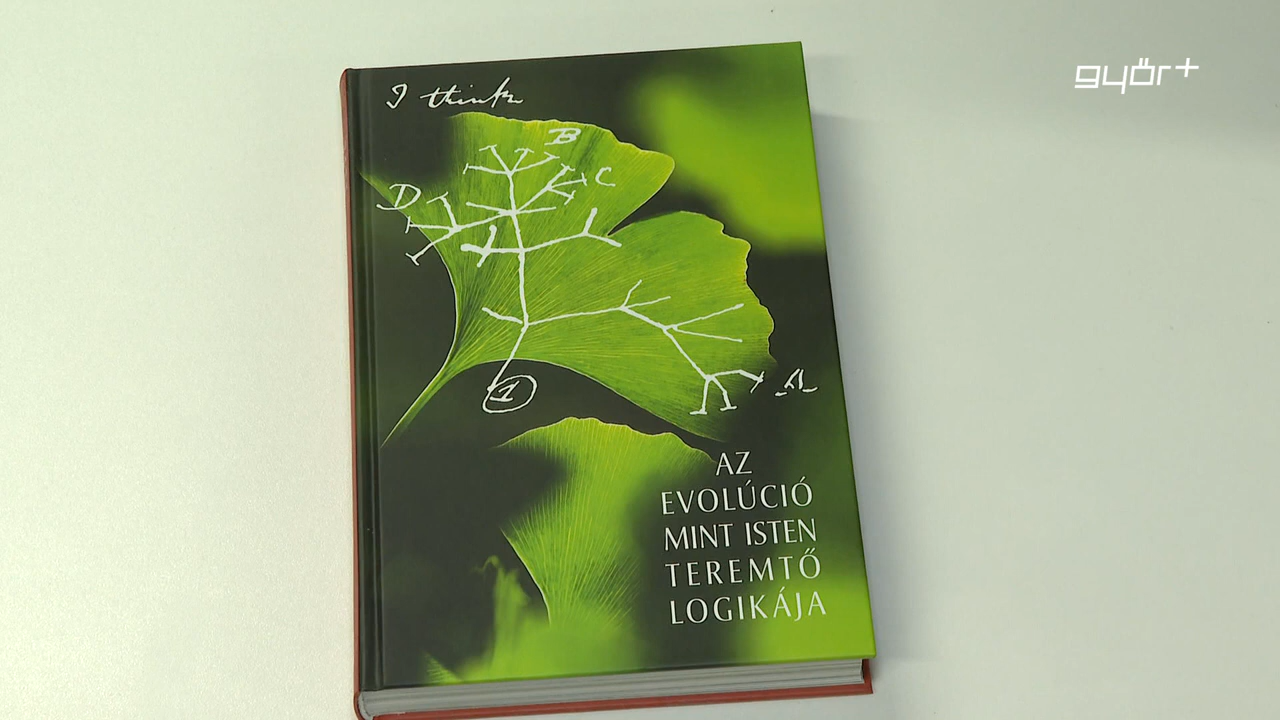 I think
B
C
D
1
A
AZ
EVOLÚCIÓ
MINT ISTEN
TEREMTŐ
LOGIKÁJA
győr+